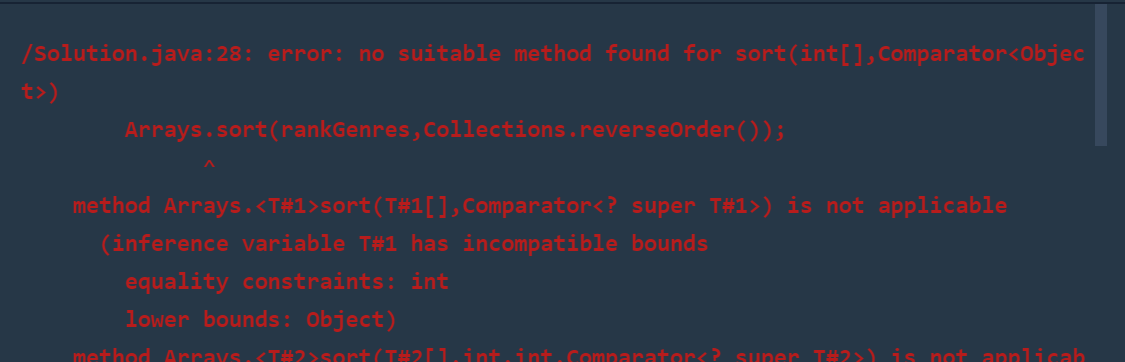 /Solution.java:28: error: no suitable method found for sort(int[],Comparator<Objec
t>)
        Arrays.sort(rankGenres,Collections.reverseOrder());
              ^
    method Arrays.<T#1>sort(T#1[],Comparator<? super T#1>) is not applicable
      (inference variable T#1 has incompatible bounds
        equality constraints: int
        lower bounds: Object)
    method Arrays.<T#2>sort(T#2[],int,int,Comparator<? super T#2>) is not applicab